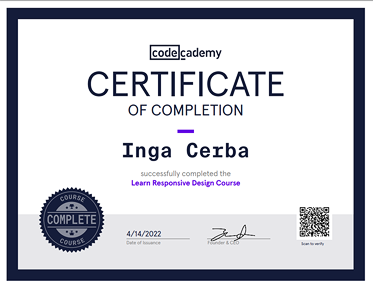 codecademy
CERTIFICATE
OF COMPLETION
Inga Cerba
successfully completed the
Learn Responsive Design Course
COURSE
COMPLETE
COURSE
4/14/2022
Date of Issuance
Founder & CEO
Scan to verify